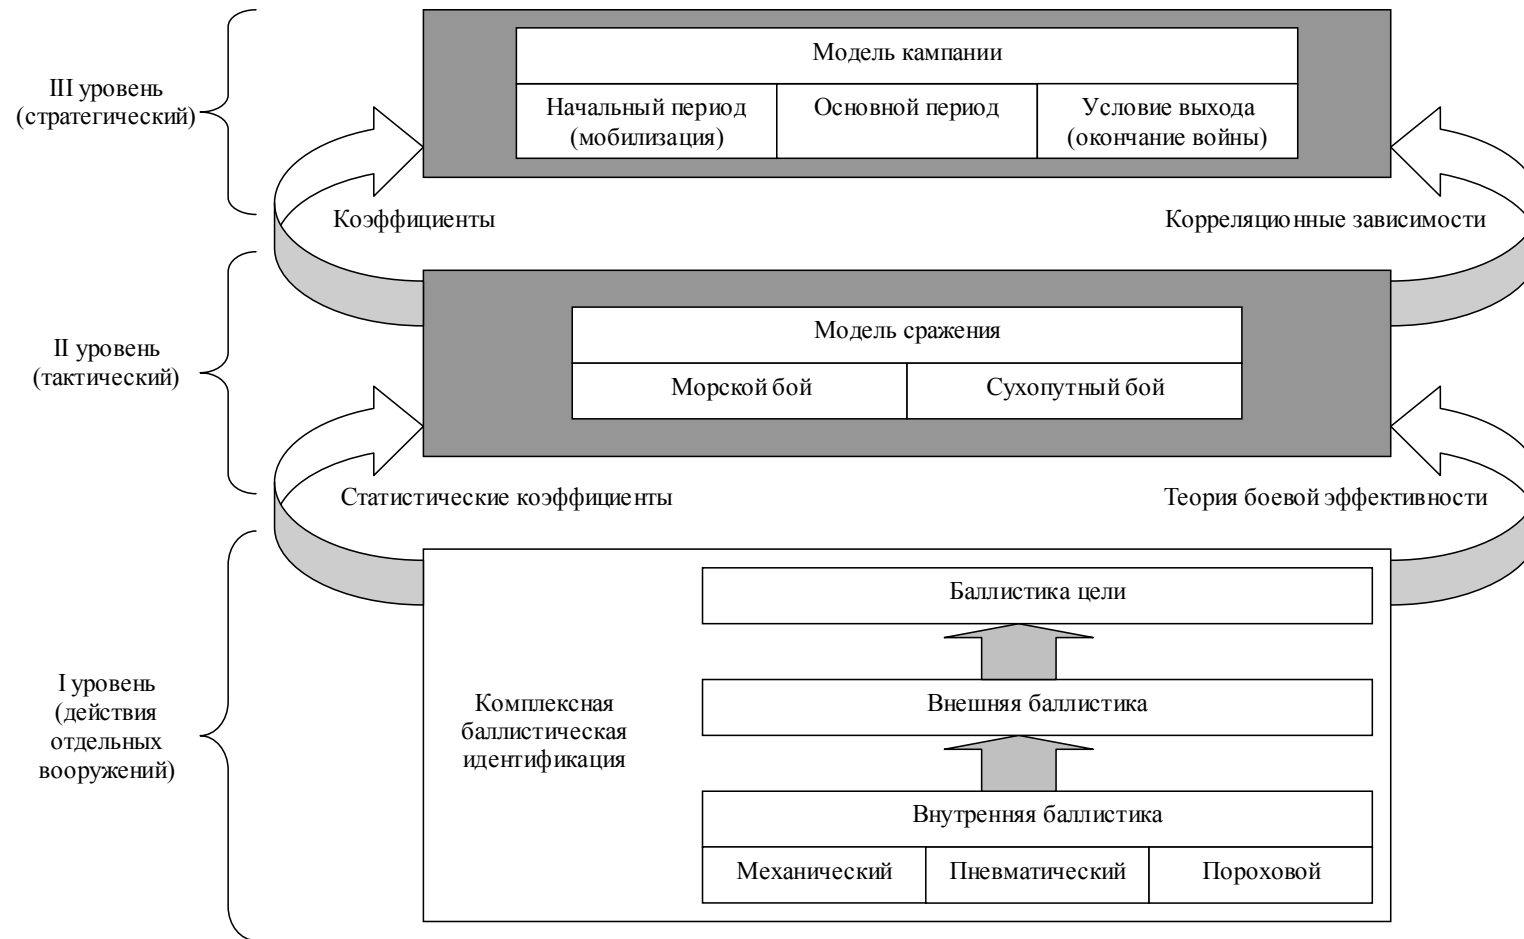 Модель кампании
III уровень
(стратегический)
Начальный период
(мобилизация)
Основной период
Условие выхода
(окончание войны)
Коэффициенты
Корреляционные зависимости
II уровень
(тактический)
Модель сражения
Морской бой
Сухопутный бой
Статистические коэффициенты
Теория боевой эффективности
I уровень
(действия
отдельных
вооружений)
Комплексная
баллистическая
идентификация
Баллистика цели
Внешняя баллистика
Внутренняя баллистика
Механический
Пневматический
Пороховой